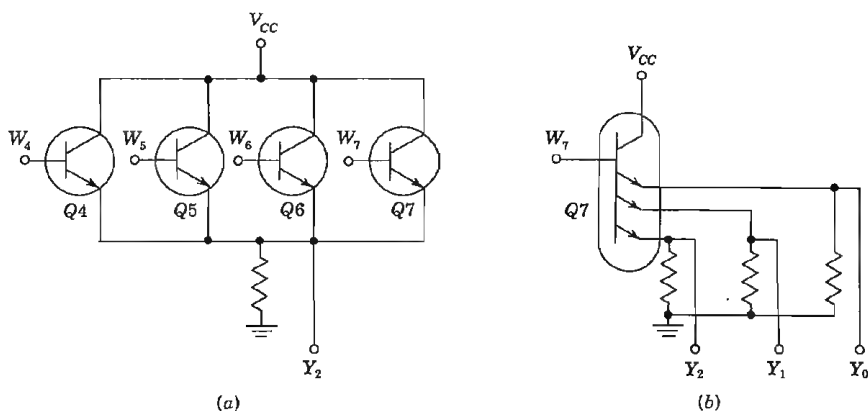 V_CC
W_4
W_5
W_6
W_7
Q4
Q5
Q6
Q7
Y_2
(a)
V_CC
W_7
Q7
Y_2
Y_1
Y_0
(b)